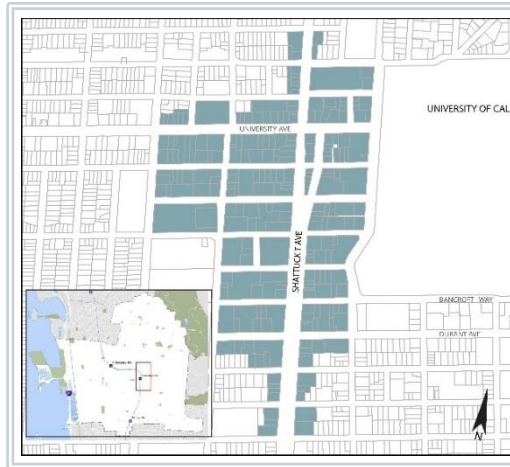 UNIVERSITY OF CAL
UNIVERSITY AVE
SHATTUCK AVE
BANCROFT WAY
DURANT AVE
N